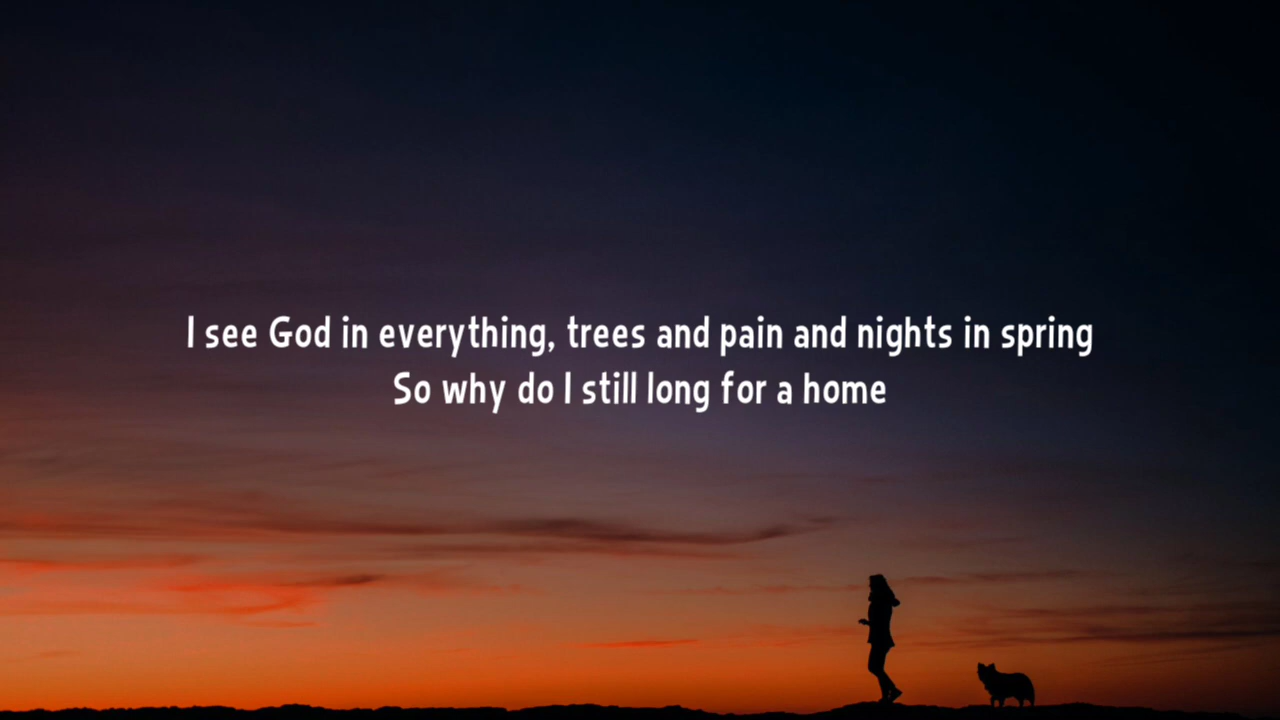 I see God in everything, trees and pain and nights in spring
So why do I still long for a home